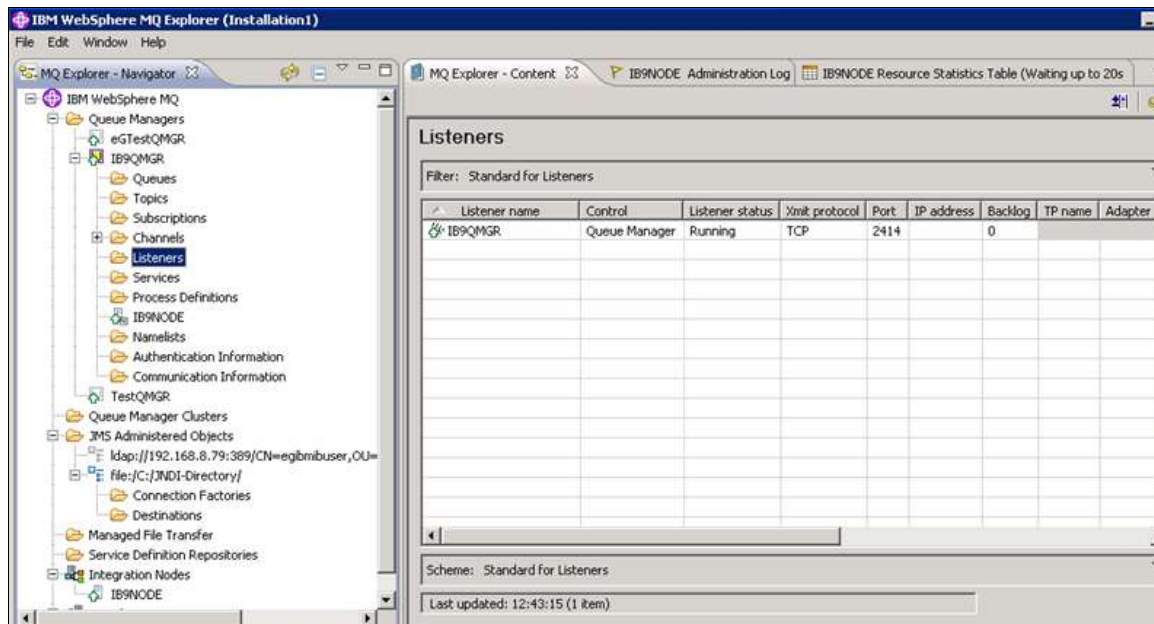 IBM WebSphere MQ Explorer (Installation1)
File Edit Window Help
MQ Explorer - Navigator
IBM WebSphere MQ
Queue Managers
eGTestQMGR
IB9QMGR
Queues
Topics
Subscriptions
Channels
Listeners
Services
Process Definitions
IB9NODE
Namelists
Authentication Information
Communication Information
TestQMGR
Queue Manager Clusters
JMS Administered Objects
ldap://192.168.8.79:389/CN=egibmibuser,OU=
file:/C:/JNDI-Directory/
Connection Factories
Destinations
Managed File Transfer
Service Definition Repositories
Integration Nodes
IB9NODE
MQ Explorer - Content IB9NODE Administration Log IB9NODE Resource Statistics Table (Waiting up to 20s
Listeners
Filter: Standard for Listeners
Listener name Control Listener status Xmit protocol Port IP address Backlog TP name Adapter
IB9QMGR Queue Manager Running TCP 2414 0
Scheme: Standard for Listeners
Last updated: 12:43:15 (1 item)